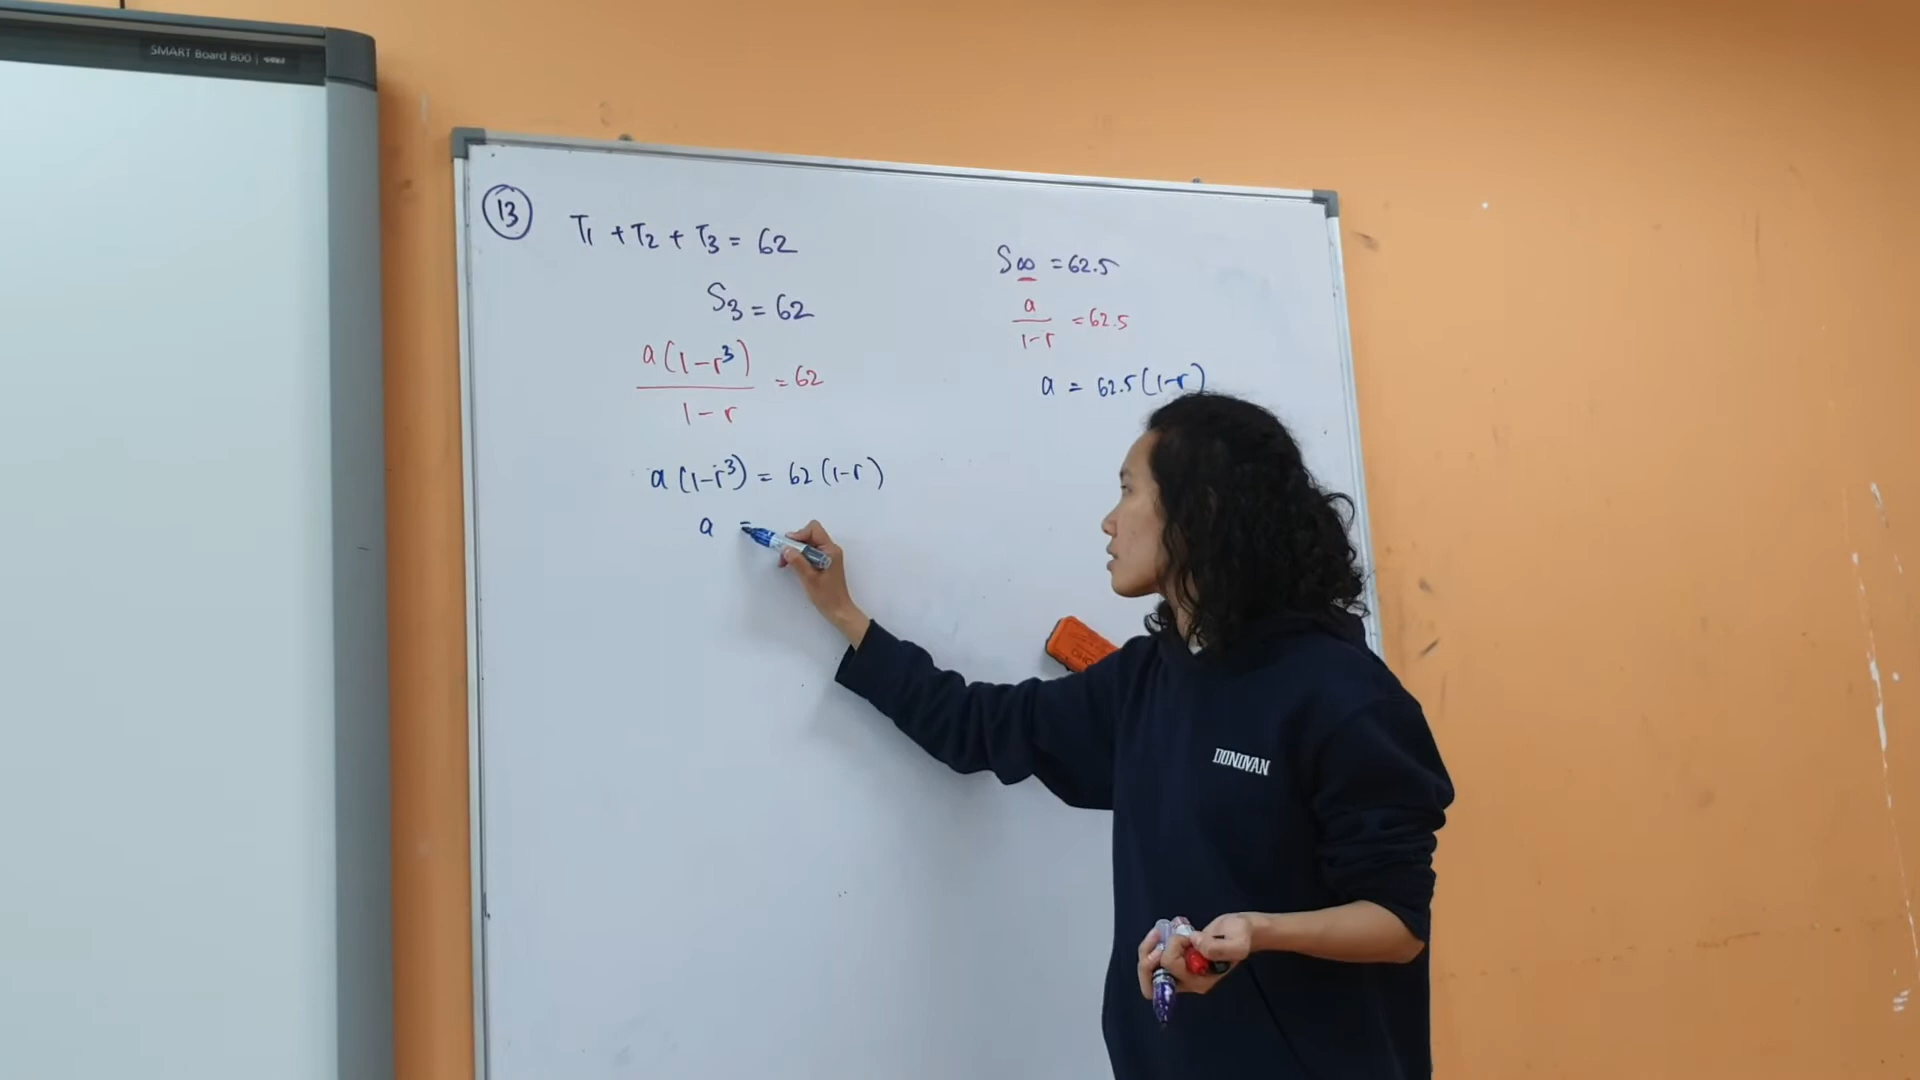 SMART Board 800
13
T₁ + T₂ + T₃ = 62
S₃ = 62
a(1-r³)
1-r
= 62
a(1-r³) = 62(1-r)
a =
S∞ = 62.5
a
1-r
= 62.5
a = 62.5(1-r)
DONOVAN